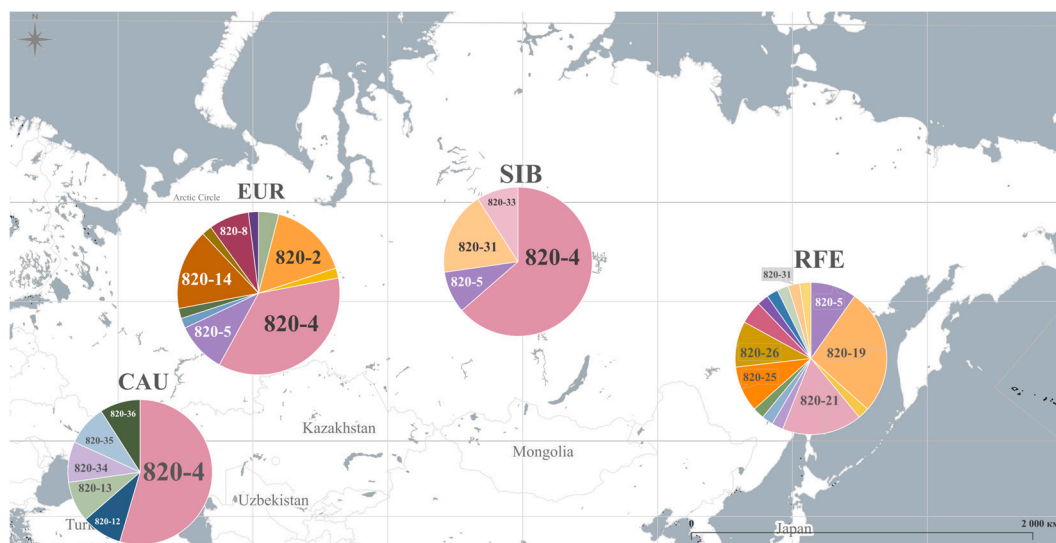 N
SIB
820-33
EUR
Arctic Circle
820-8
820-2
820-31
820-4
820-14
820-5
RFE
820-31
820-5
820-4
820-5
820-19
820-26
820-25
CAU
820-21
820-36
Kazakhstan
820-35
Mongolia
820-34
820-4
820-13
Uzbekistan
820-12
0
2 000 км
Japan